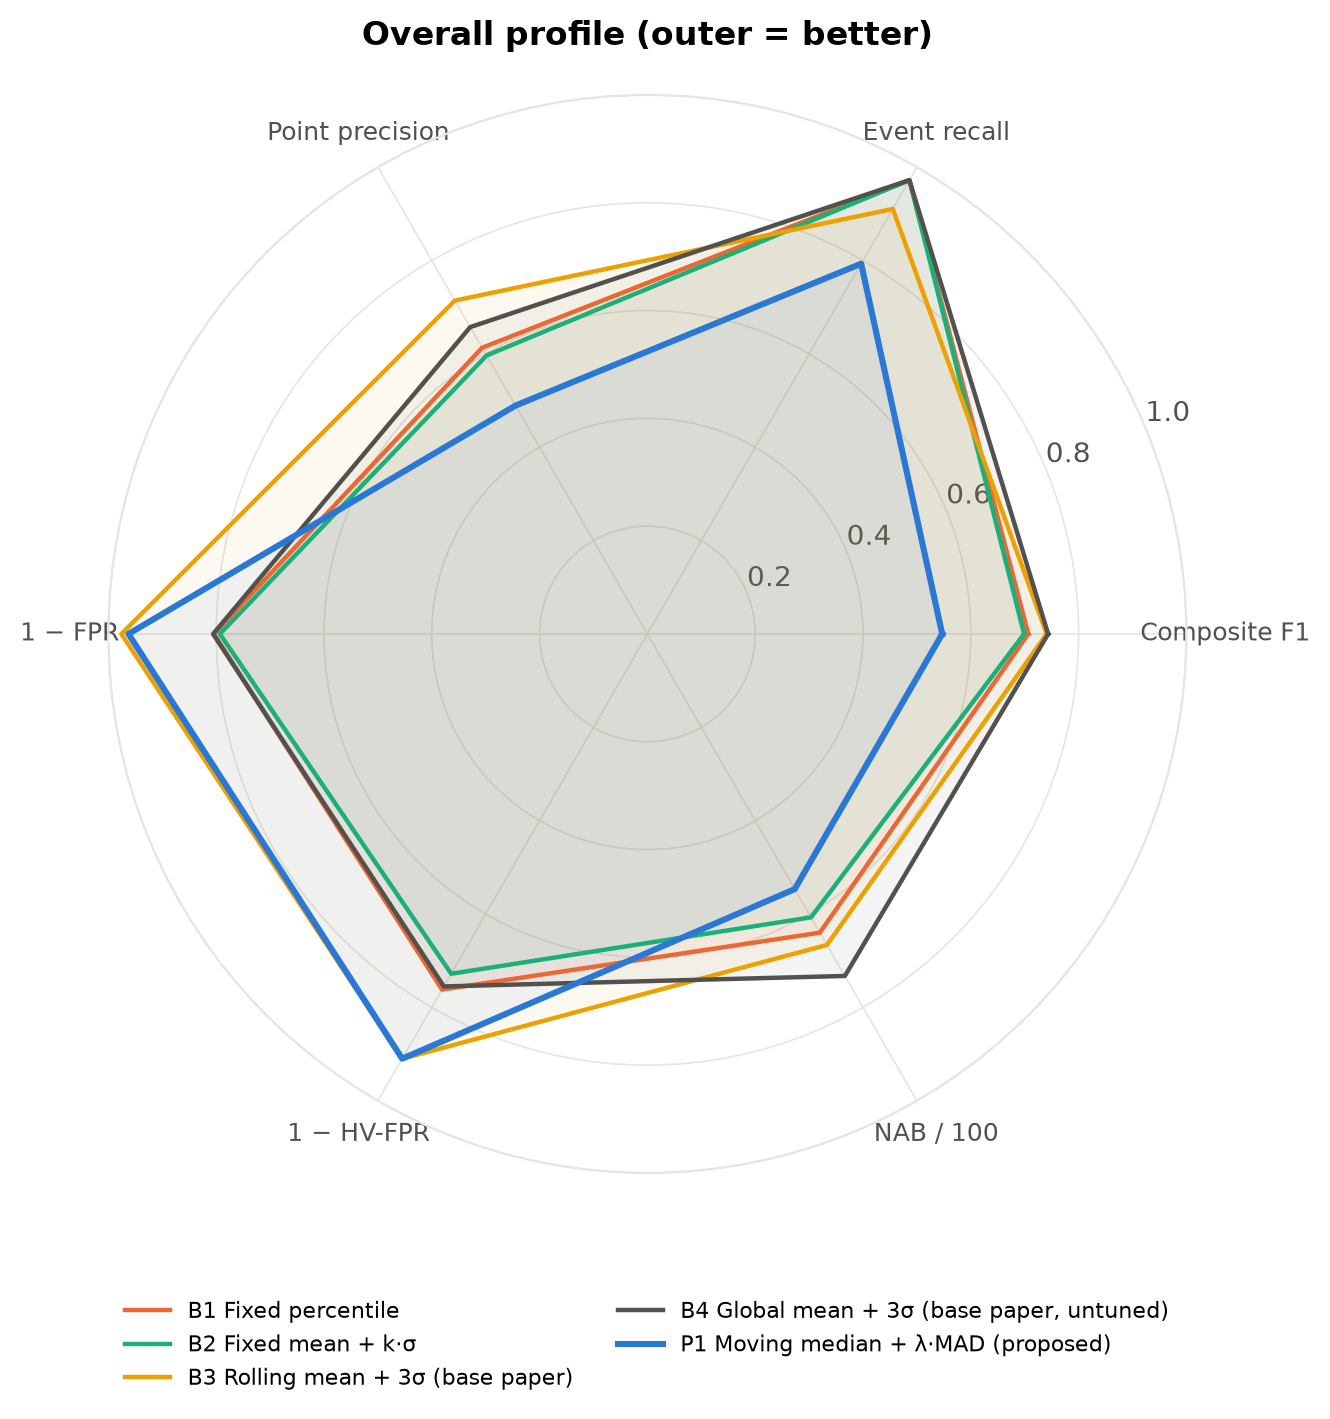 Overall profile (outer = better)
Point precision
Event recall
1.0
0.8
0.6
0.4
0.2
1 − FPR
Composite F1
1 − HV-FPR
NAB / 100
B1 Fixed percentile
B2 Fixed mean + k·σ
B3 Rolling mean + 3σ (base paper)
B4 Global mean + 3σ (base paper, untuned)
P1 Moving median + λ·MAD (proposed)